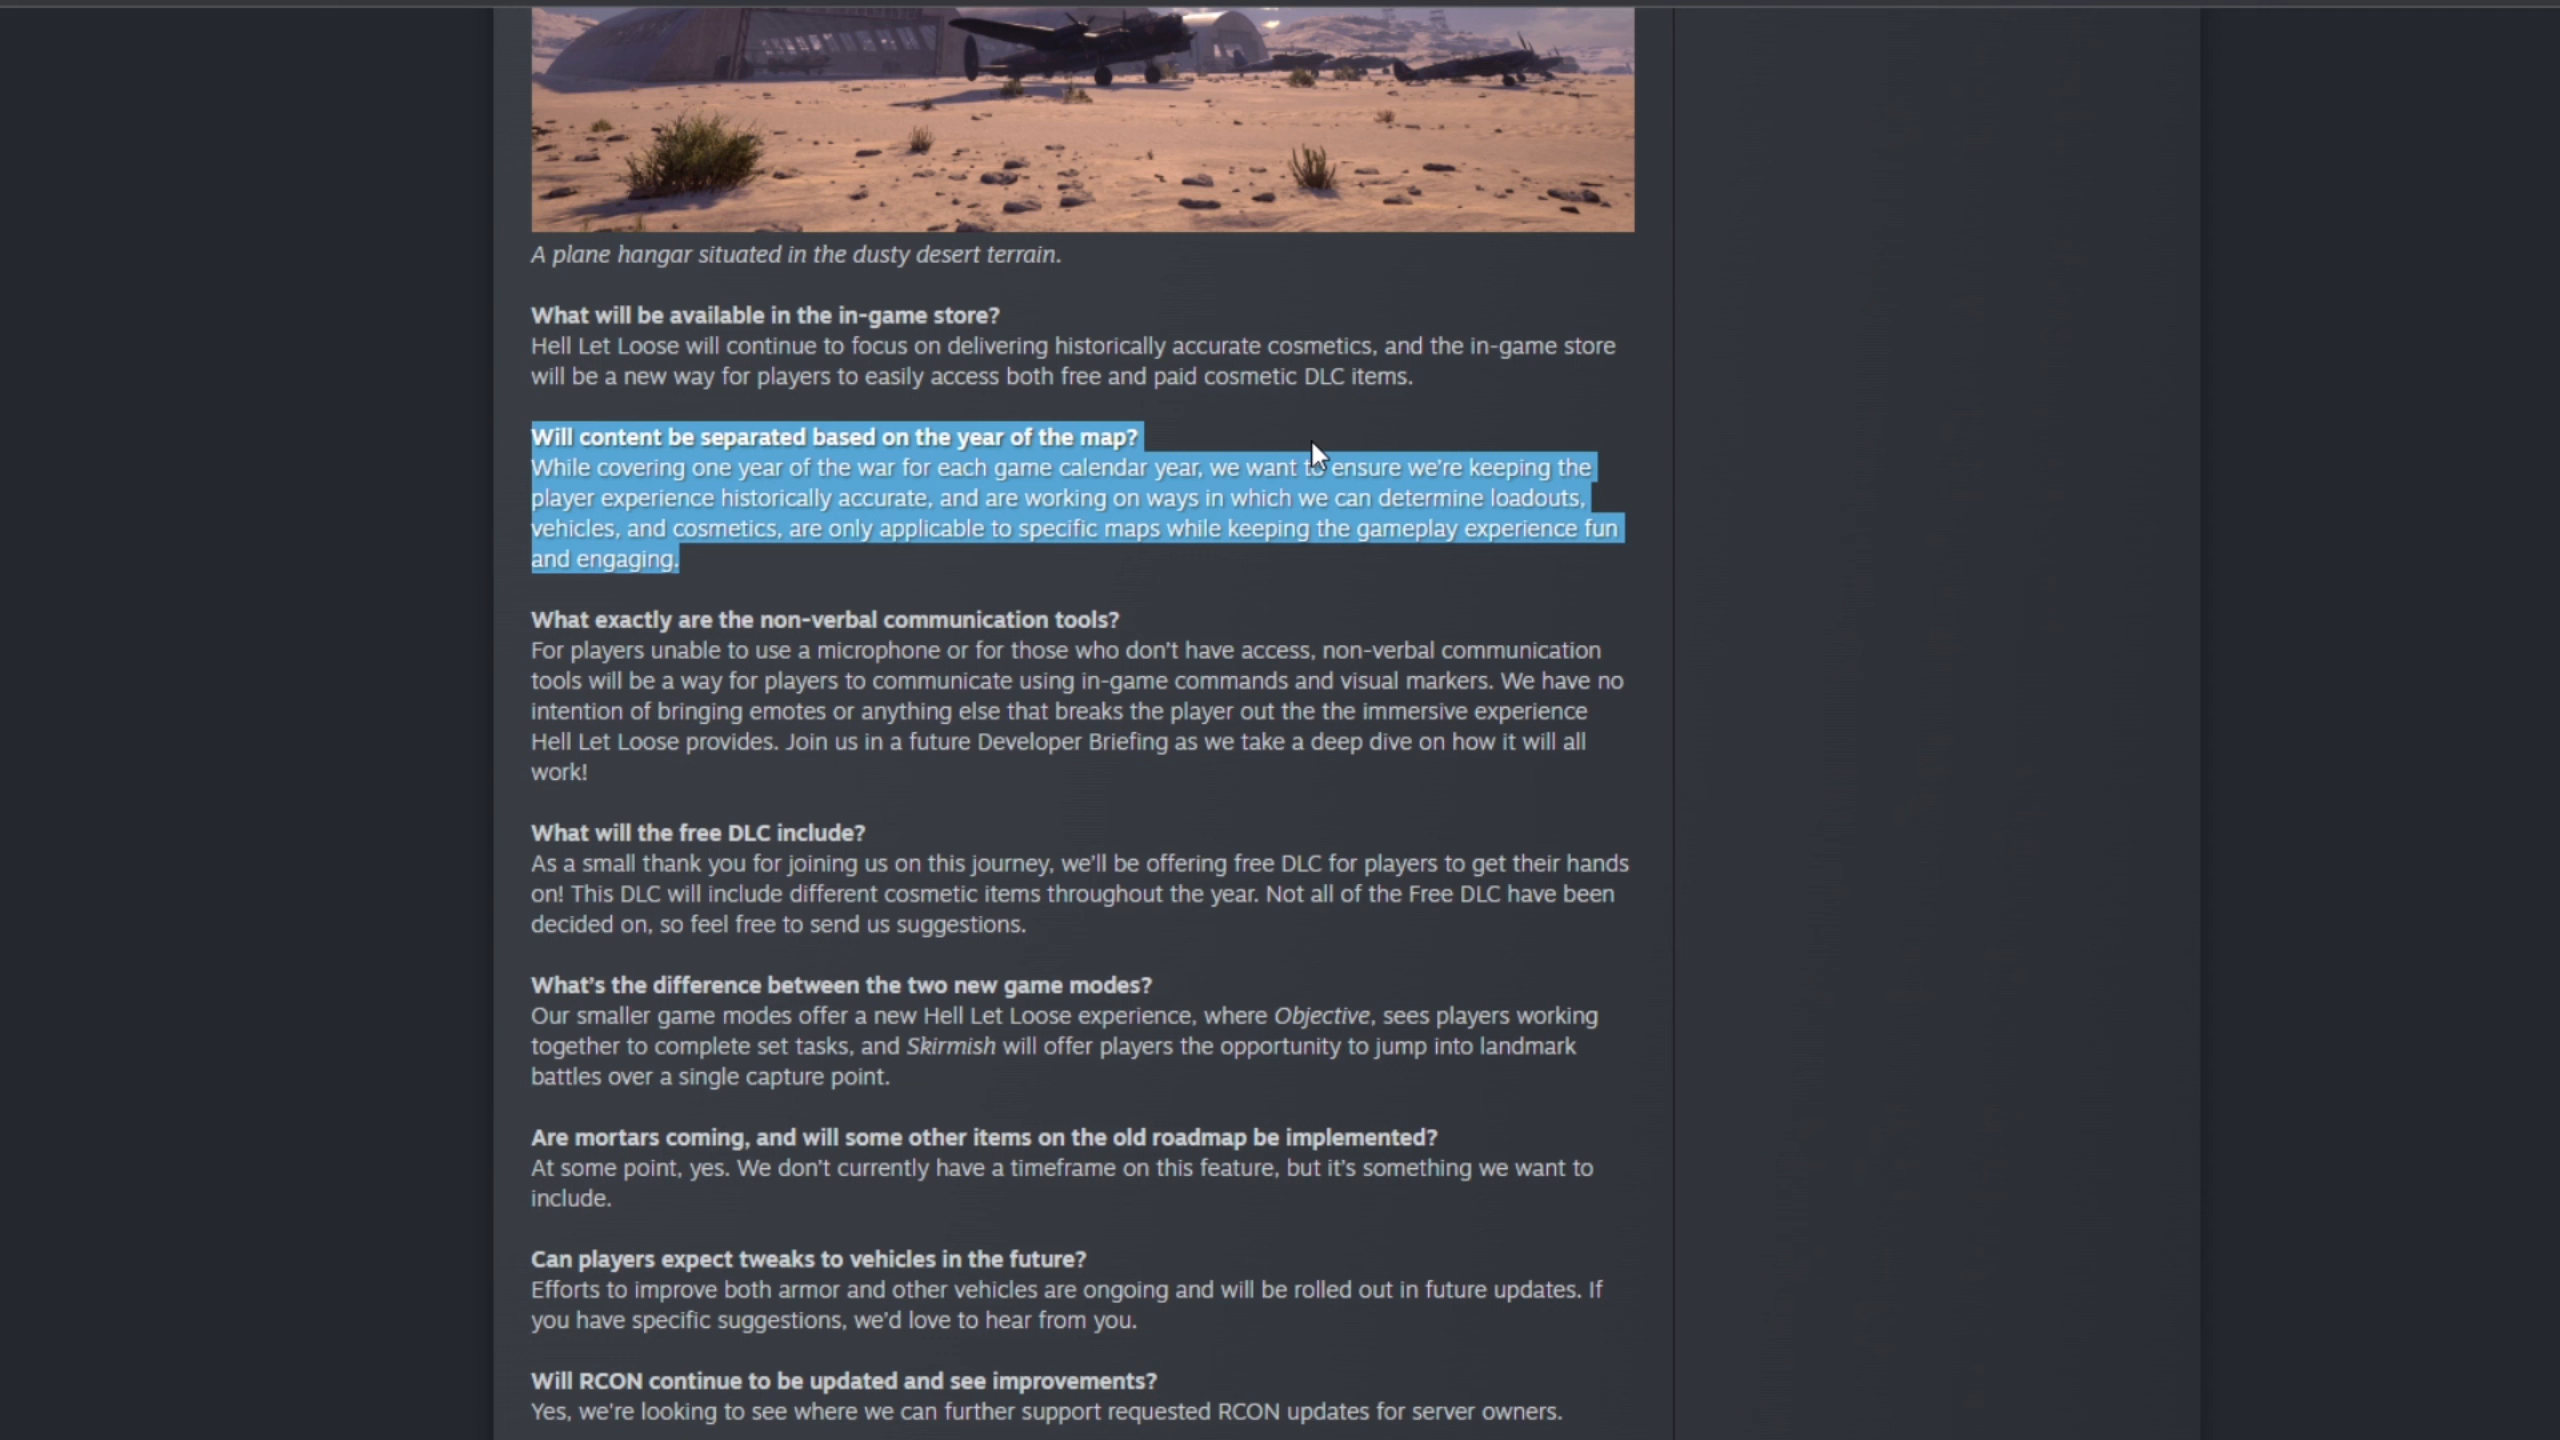 A plane hangar situated in the dusty desert terrain.
What will be available in the in-game store?
Hell Let Loose will continue to focus on delivering historically accurate cosmetics, and the in-game store
will be a new way for players to easily access both free and paid cosmetic DLC items.
Will content be separated based on the year of the map?
While covering one year of the war for each game calendar year, we want to ensure we're keeping the
player experience historically accurate, and are working on ways in which we can determine loadouts,
vehicles, and cosmetics, are only applicable to specific maps while keeping the gameplay experience fun
and engaging.
What exactly are the non-verbal communication tools?
For players unable to use a microphone or for those who don't have access, non-verbal communication
tools will be a way for players to communicate using in-game commands and visual markers. We have no
intention of bringing emotes or anything else that breaks the player out the the immersive experience
Hell Let Loose provides. Join us in a future Developer Briefing as we take a deep dive on how it will all
work!
What will the free DLC include?
As a small thank you for joining us on this journey, we'll be offering free DLC for players to get their hands
on! This DLC will include different cosmetic items throughout the year. Not all of the Free DLC have been
decided on, so feel free to send us suggestions.
What's the difference between the two new game modes?
Our smaller game modes offer a new Hell Let Loose experience, where Objective, sees players working
together to complete set tasks, and Skirmish will offer players the opportunity to jump into landmark
battles over a single capture point.
Are mortars coming, and will some other items on the old roadmap be implemented?
At some point, yes. We don't currently have a timeframe on this feature, but it's something we want to
include.
Can players expect tweaks to vehicles in the future?
Efforts to improve both armor and other vehicles are ongoing and will be rolled out in future updates. If
you have specific suggestions, we'd love to hear from you.
Will RCON continue to be updated and see improvements?
Yes, we're looking to see where we can further support requested RCON updates for server owners.